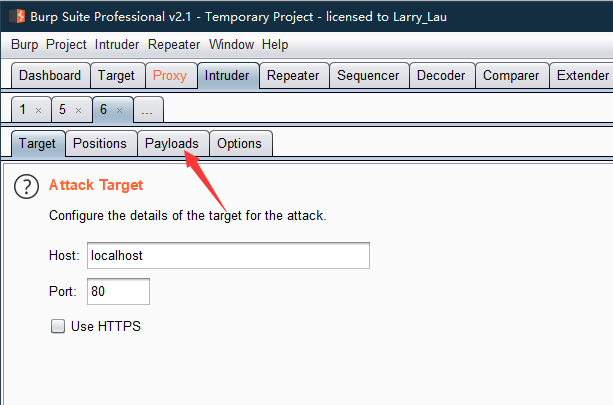 Burp Suite Professional v2.1 - Temporary Project - licensed to Larry_Lau
Burp Project Intruder Repeater Window Help
Dashboard Target Proxy Intruder Repeater Sequencer Decoder Comparer Extender
1 × 5 × 6 × ...
Target Positions Payloads Options
? Attack Target
Configure the details of the target for the attack.
Host: localhost
Port: 80
Use HTTPS